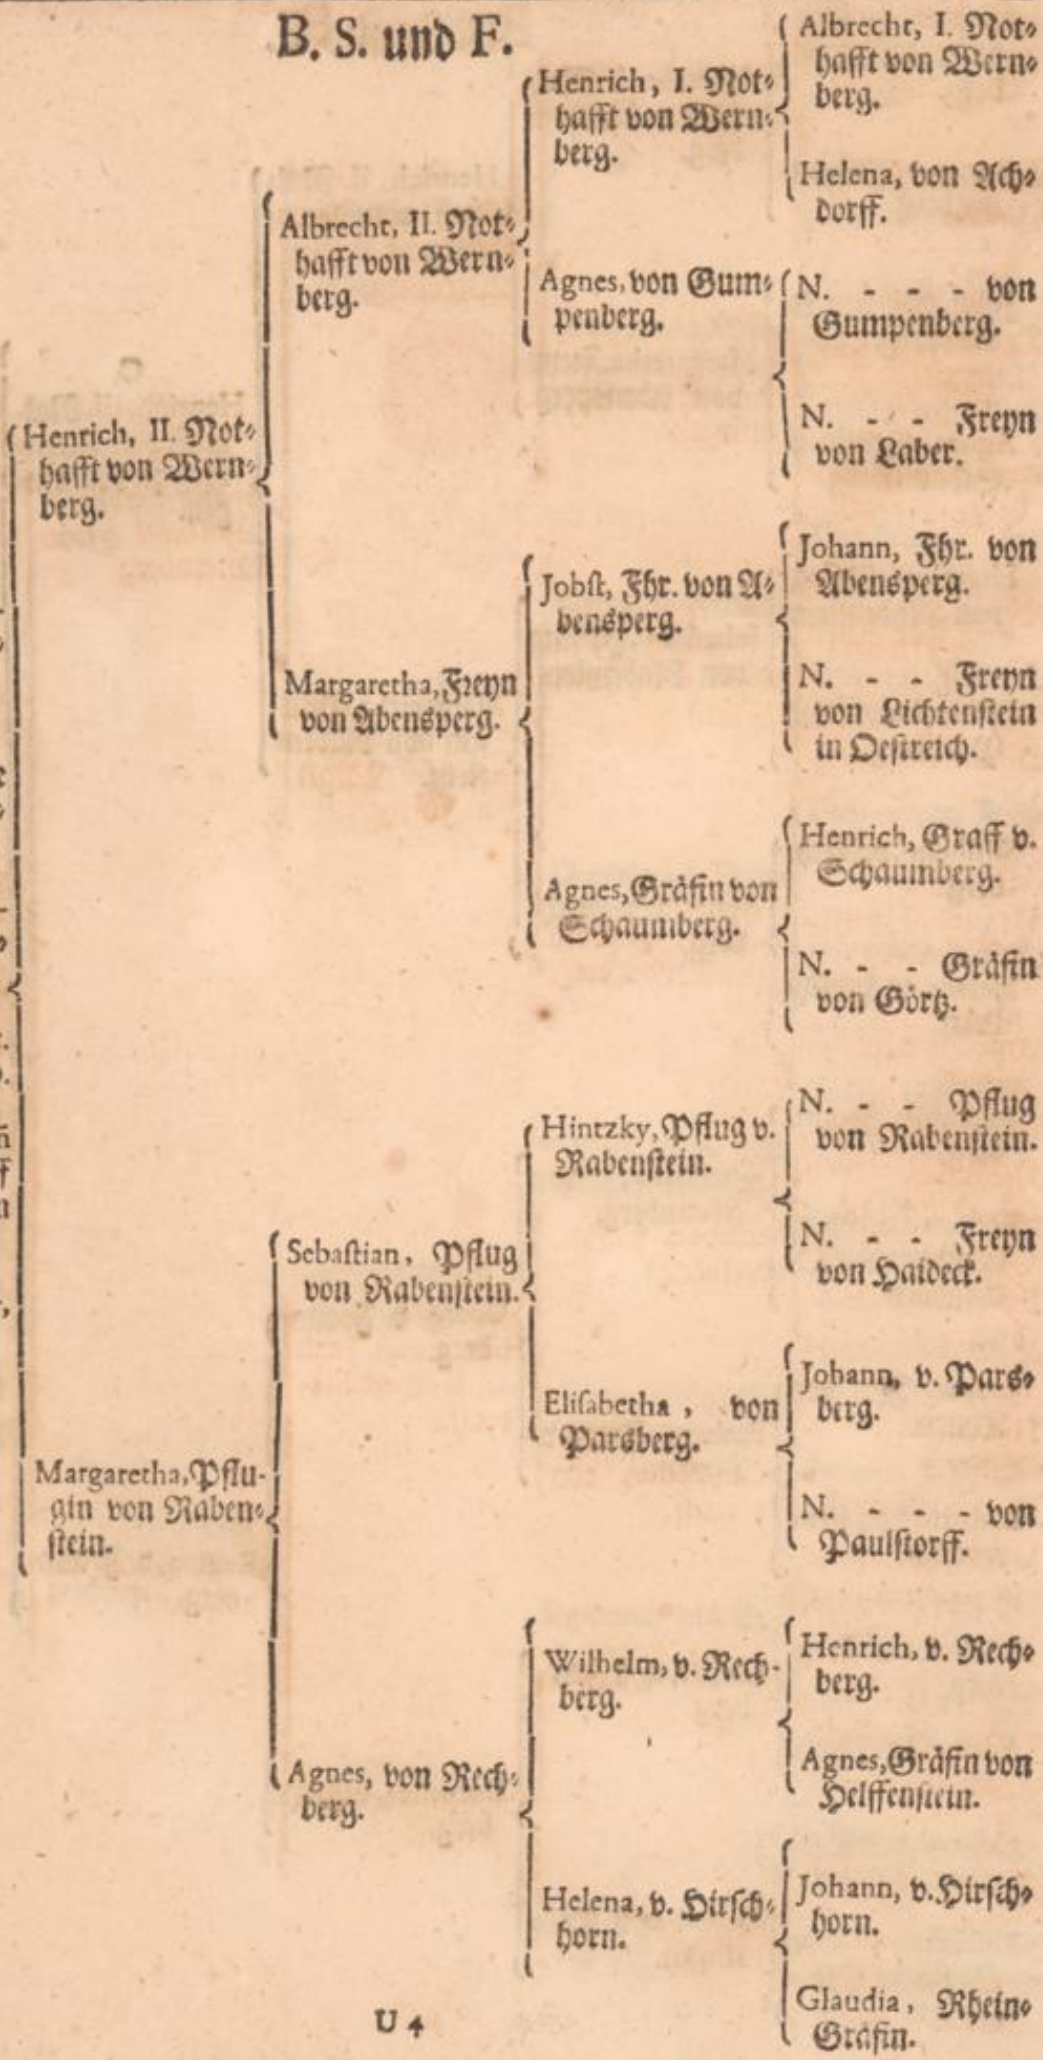 B. S. und F.
Henrich, II. Not⸗
hafft von Wern⸗
berg.
Margaretha, Pflu-
gin von Raben⸗
ſtein.
Albrecht, II. Not⸗
hafft von Wern⸗
berg.
Margaretha, Freyn
von Abensperg.
Sebaſtian, Pflug
von Rabenſtein.
Agnes, von Rech⸗
berg.
Henrich, I. Not⸗
hafft von Wern⸗
berg.
Agnes, von Gum⸗
penberg.
Jobſt, Fhr. von A⸗
bensperg.
Agnes, Gräfin von
Schaumberg.
Hintzky, Pflug v.
Rabenſtein.
Eliſabetha, von
Parsberg.
Wilhelm, v. Rech-
berg.
Helena, v. Hirſch⸗
horn.
Albrecht, I. Not⸗
hafft von Wern⸗
berg.
Helena, von Ach⸗
dorff.
N. - - - von
Gumpenberg.
N. - - Freyn
von Laber.
Johann, Fhr. von
Abensperg.
N. - - Freyn
von Lichtenſtein
in Oeſtreich.
Henrich, Graff v.
Schaumberg.
N. - - Gräfin
von Görtz.
N. - - Pflug
von Rabenſtein.
N. - - Freyn
von Haideck.
Johann, v. Pars⸗
berg.
N. - - - von
Paulſtorff.
Henrich, v. Rech⸗
berg.
Agnes, Gräfin von
Helffenſtein.
Johann, v. Hirſch⸗
horn.
Glaudia, Rhein⸗
Gräfin.
U 4